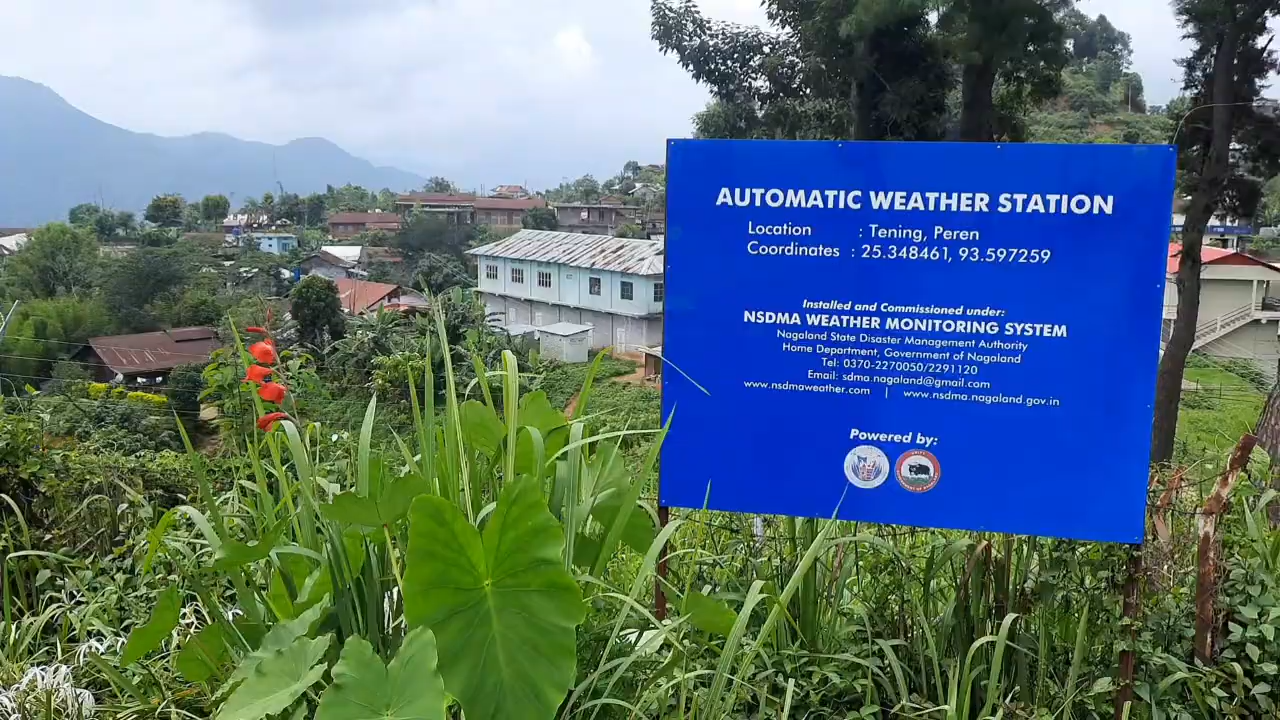 AUTOMATIC WEATHER STATION
Location : Tening, Peren
Coordinates : 25.348461, 93.597259
Installed and Commissioned under:
NSDMA WEATHER MONITORING SYSTEM
Nagaland State Disaster Management Authority
Home Department, Government of Nagaland
Tel: 0370-2270050/2291120
Email: sdma.nagaland@gmail.com
www.nsdmaweather.com | www.nsdma.nagaland.gov.in
Powered by: